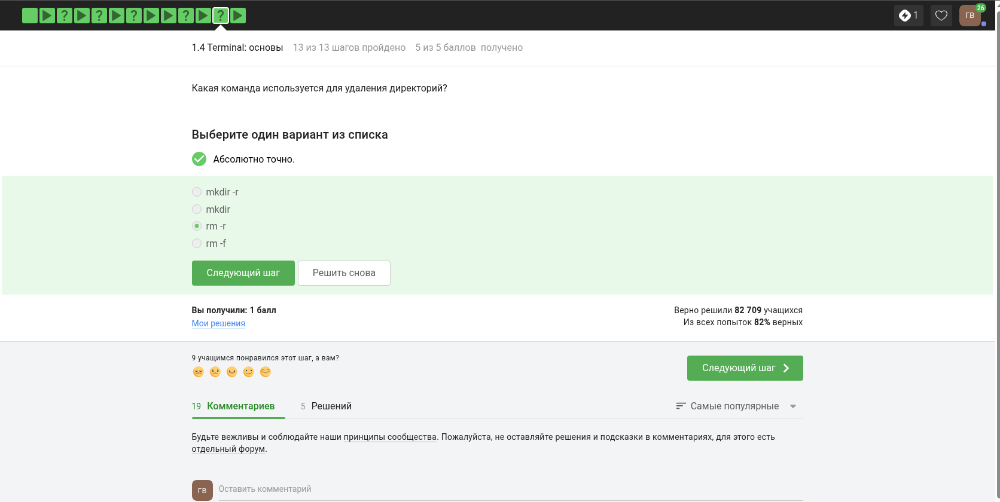 ? ? ? ? ?
1
ГВ
26
1.4 Terminal: основы 13 из 13 шагов пройдено 5 из 5 баллов получено
Какая команда используется для удаления директорий?
Выберите один вариант из списка
Абсолютно точно.
mkdir -r
mkdir
rm -r
rm -f
Следующий шаг Решить снова
Вы получили: 1 балл
Мои решения
Верно решили 82 709 учащихся
Из всех попыток 82% верных
9 учащимся понравился этот шаг, а вам?
Следующий шаг
19 Комментариев 5 Решений Самые популярные
Будьте вежливы и соблюдайте наши принципы сообщества. Пожалуйста, не оставляйте решения и подсказки в комментариях, для этого есть
отдельный форум.
ГВ Оставить комментарий